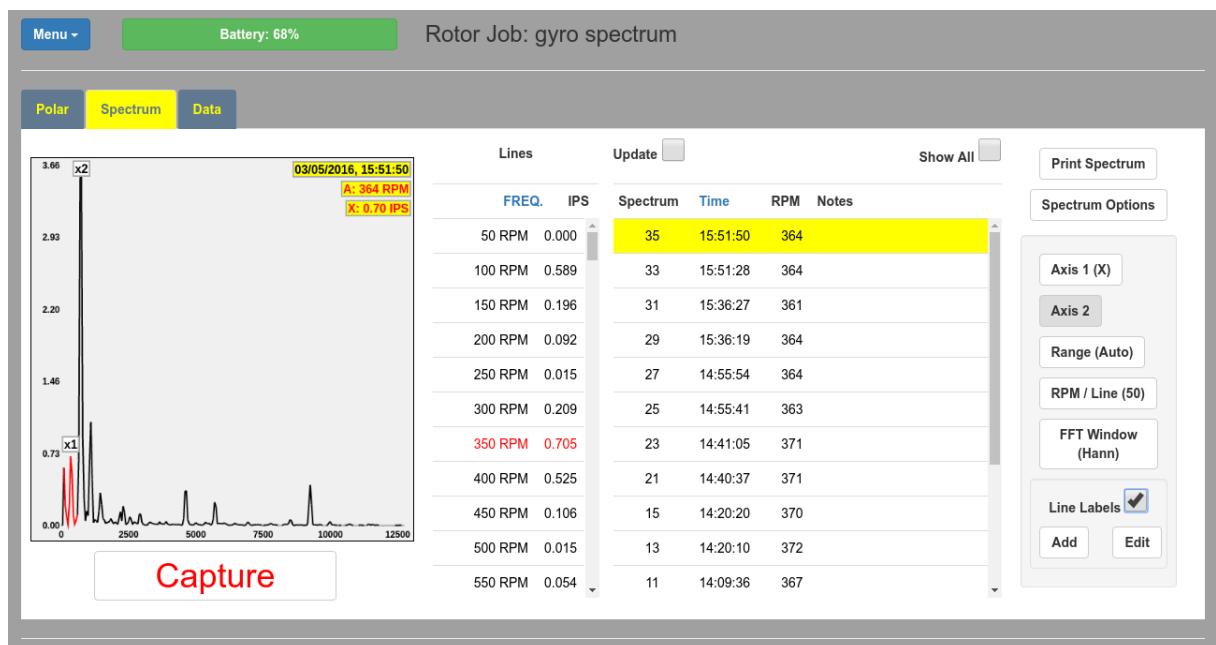 Menu
Battery: 68%
Rotor Job: gyro spectrum
Polar
Spectrum
Data
3.66
2.93
2.20
1.46
0.73
0.00
0 2500 5000 7500 10000 12500
x2
x1
03/05/2016, 15:51:50
A: 364 RPM
X: 0.70 IPS
Capture
Lines
FREQ. IPS
50 RPM 0.000
100 RPM 0.589
150 RPM 0.196
200 RPM 0.092
250 RPM 0.015
300 RPM 0.209
350 RPM 0.705
400 RPM 0.525
450 RPM 0.106
500 RPM 0.015
550 RPM 0.054
Update
Show All
Spectrum Time RPM Notes
35 15:51:50 364
33 15:51:28 364
31 15:36:27 361
29 15:36:19 364
27 14:55:54 364
25 14:55:41 363
23 14:41:05 371
21 14:40:37 371
15 14:20:20 370
13 14:20:10 372
11 14:09:36 367
Print Spectrum
Spectrum Options
Axis 1 (X)
Axis 2
Range (Auto)
RPM / Line (50)
FFT Window
(Hann)
Line Labels
Add
Edit